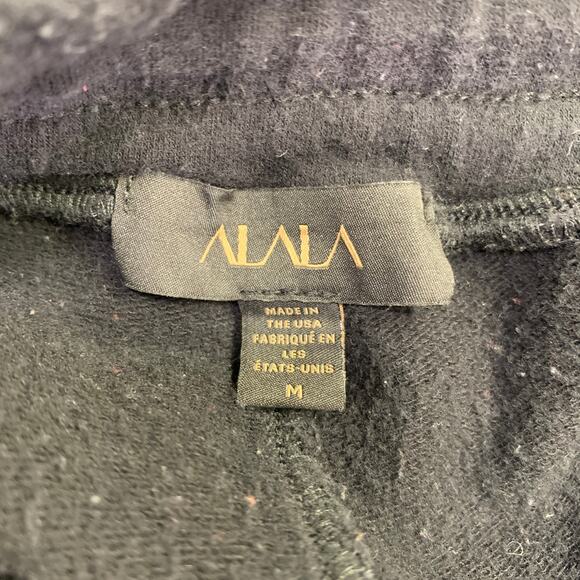 ALALA
MADE IN
THE USA
FABRIQUÉ EN
LES
ÉTATS-UNIS
M